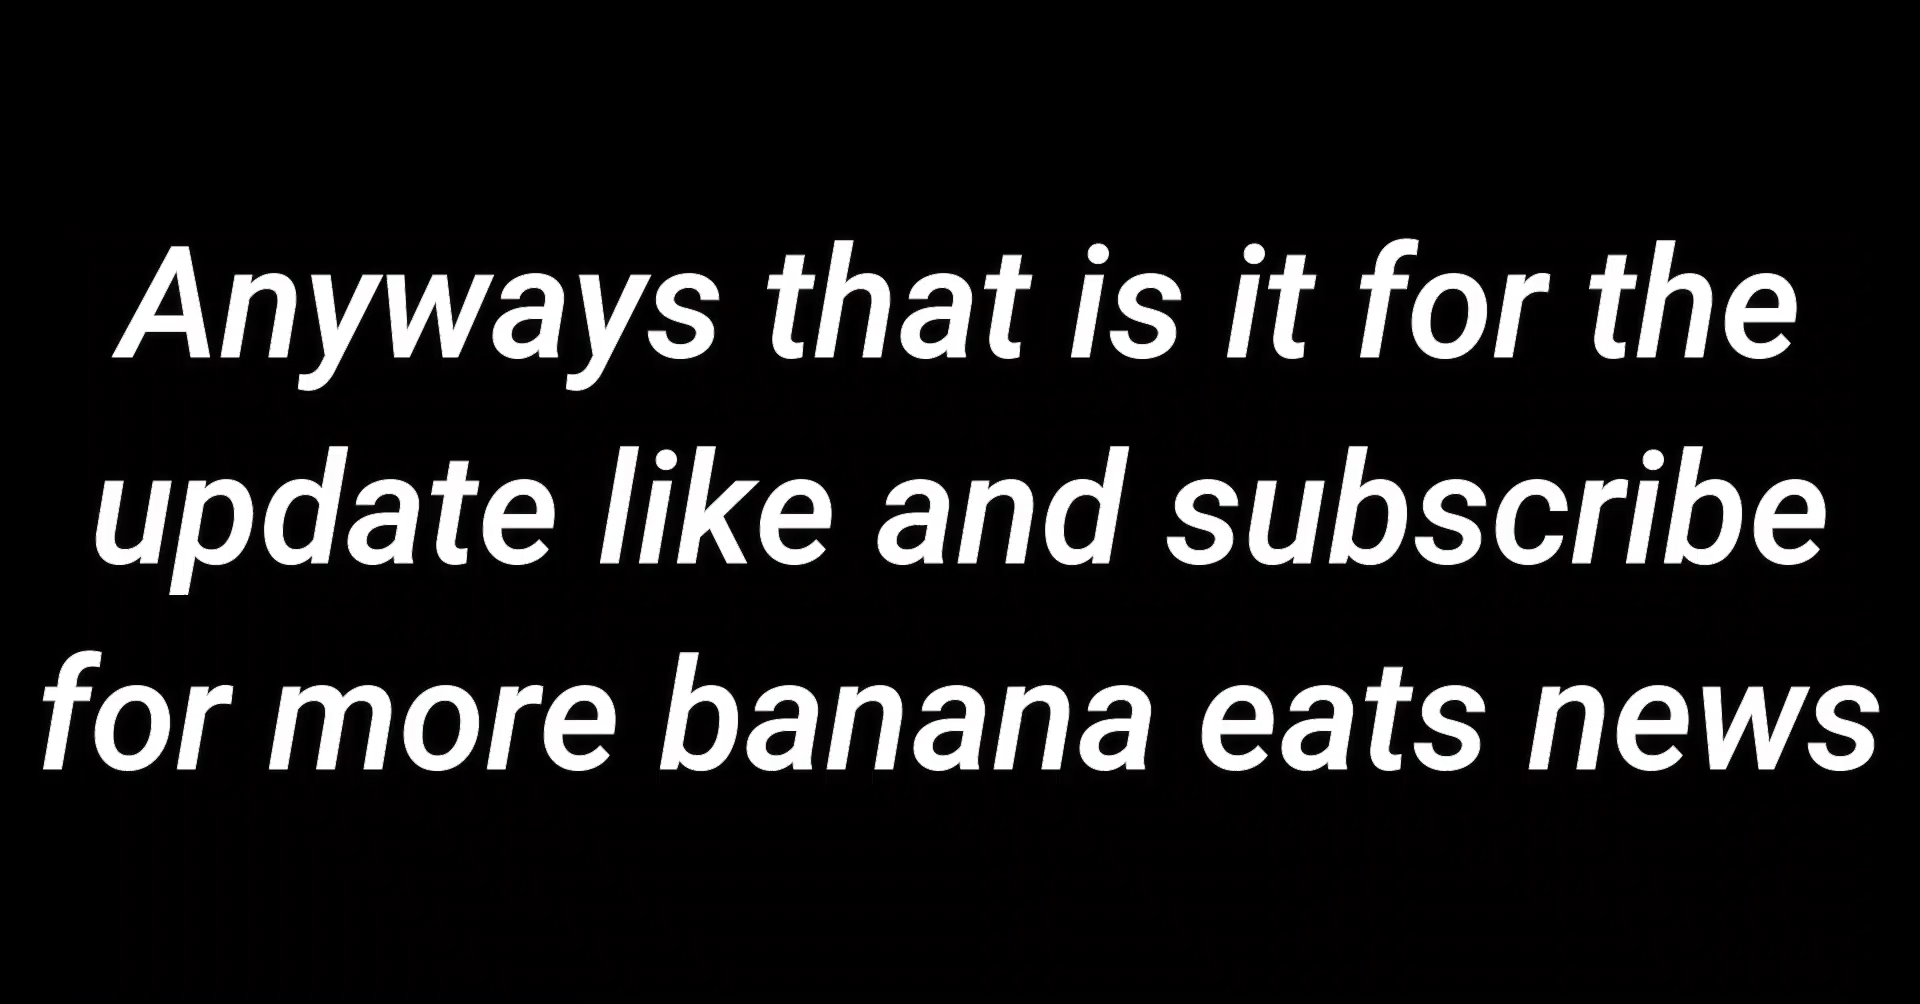 Anyways that is it for the
update like and subscribe
for more banana eats news